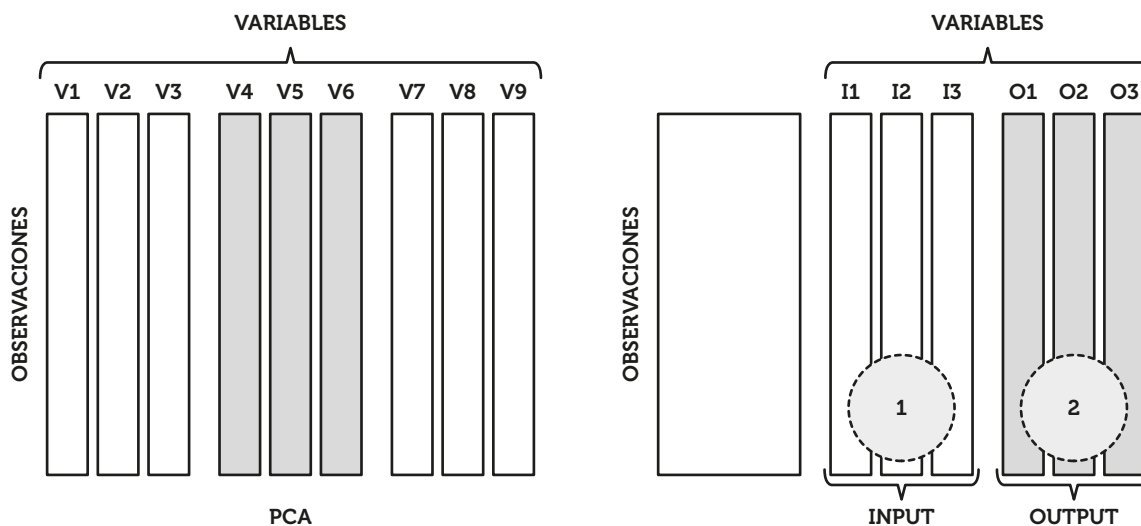 VARIABLES
V1 V2 V3 V4 V5 V6 V7 V8 V9
OBSERVACIONES
PCA
VARIABLES
I1 I2 I3 O1 O2 O3
OBSERVACIONES
1 2
INPUT OUTPUT